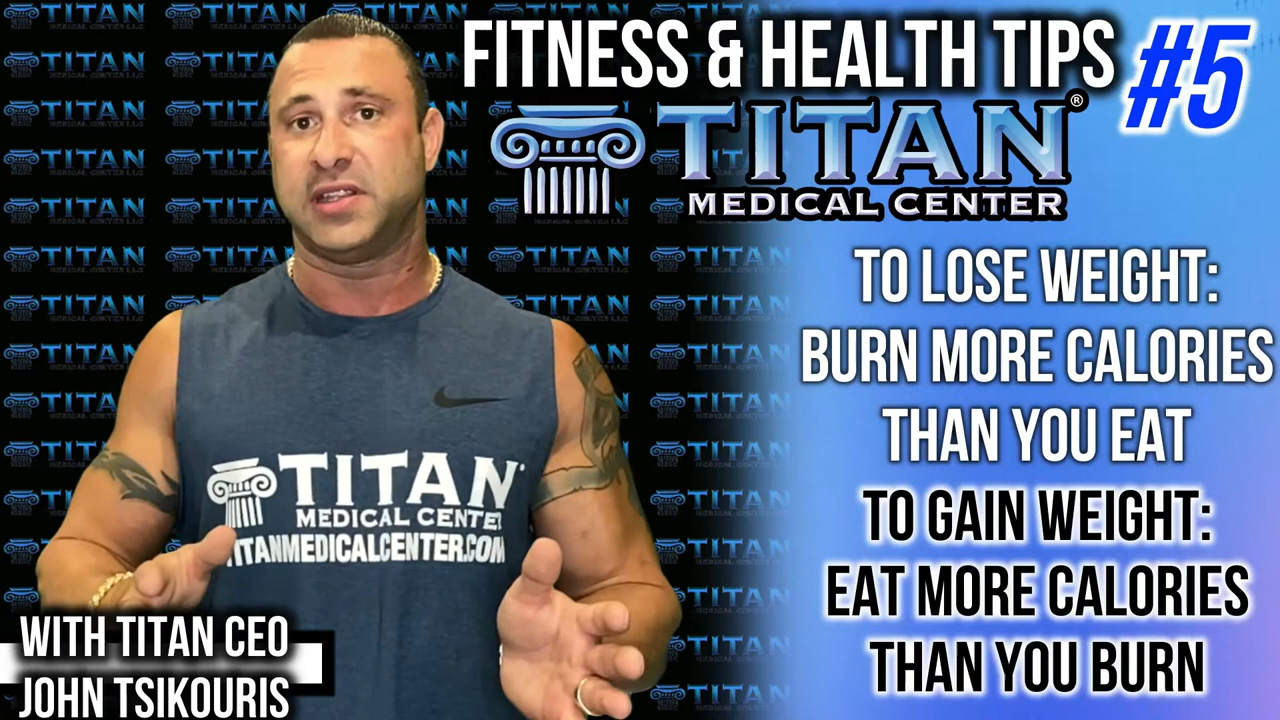 FITNESS & HEALTH TIPS #5
TITAN®
MEDICAL CENTER
TO LOSE WEIGHT:
BURN MORE CALORIES
THAN YOU EAT
TO GAIN WEIGHT:
EAT MORE CALORIES
THAN YOU BURN
TITAN
MEDICAL CENTER
TITANMEDICALCENTER.COM
WITH TITAN CEO
JOHN TSIKOURIS